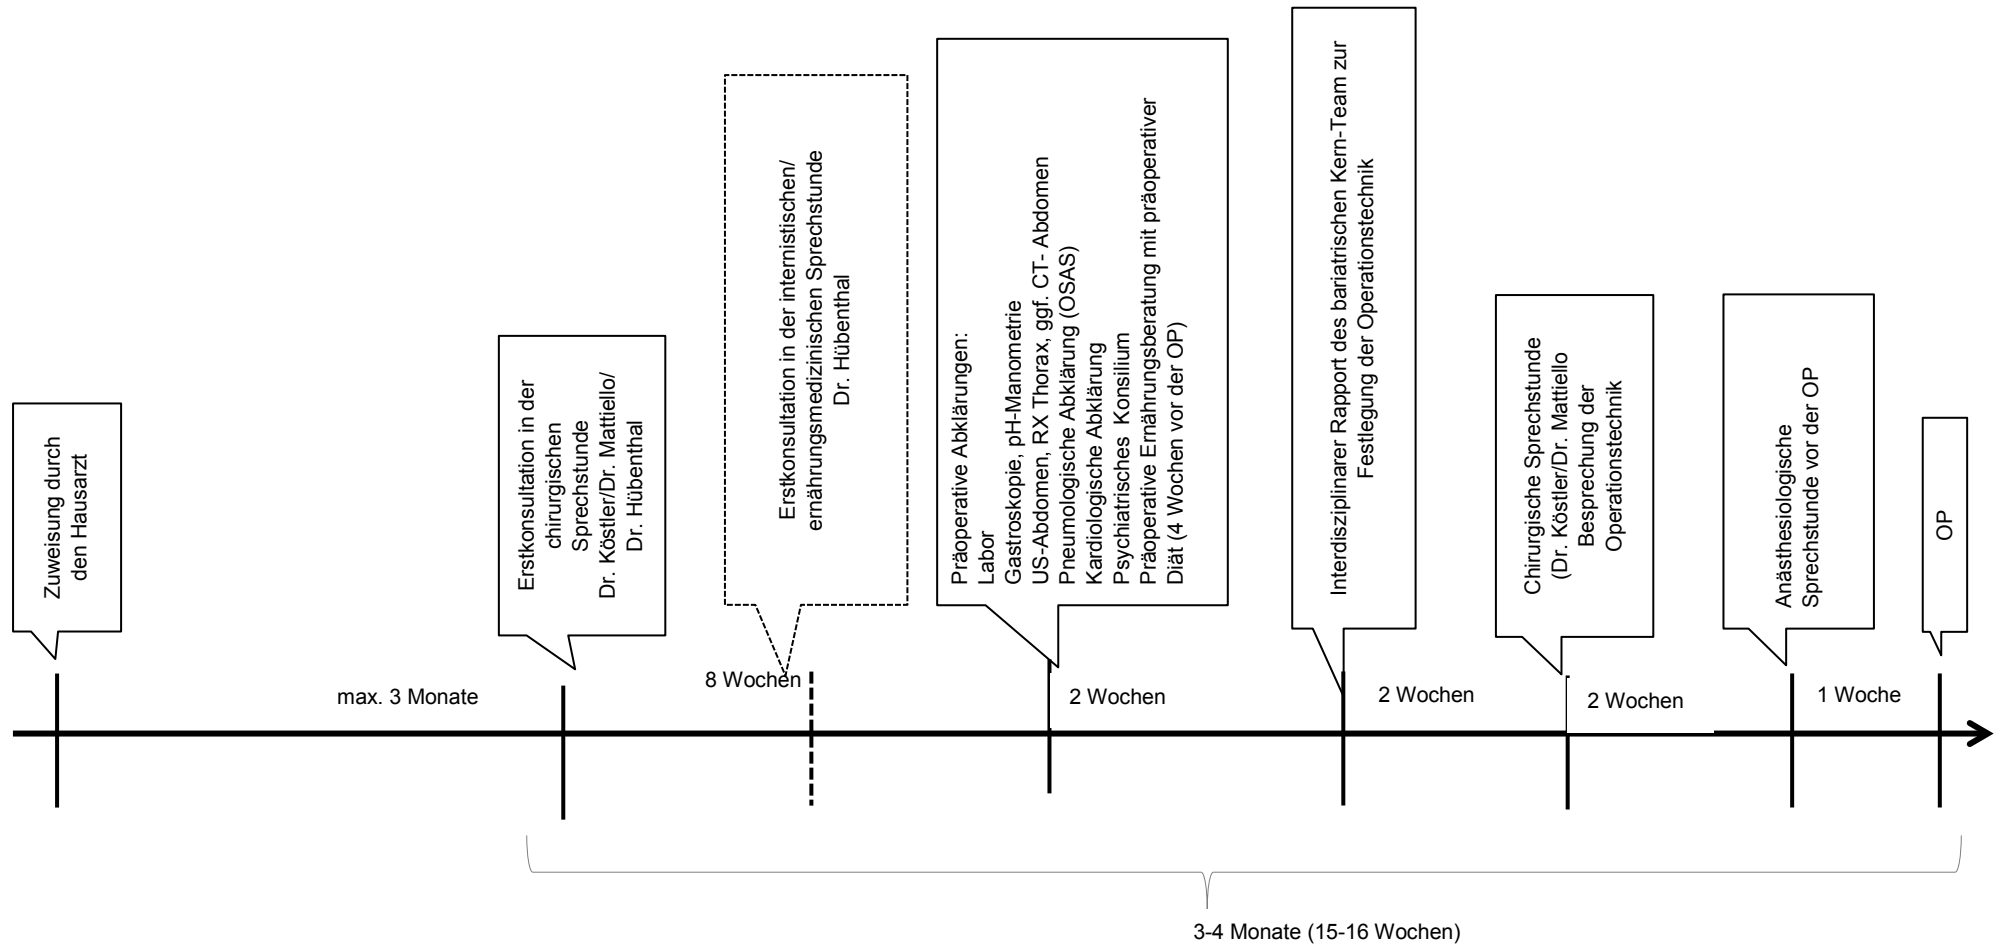 Zuweisung durch
den Hausarzt
max. 3 Monate
Erstkonsultation in der
chirurgischen
Sprechstunde
Dr. Köstler/Dr. Mattiello/
Dr. Hübenthal
8 Wochen
Erstkonsultation in der internistischen/
ernährungsmedizinischen Sprechstunde
Dr. Hübenthal
Präoperative Abklärungen:
Labor
Gastroskopie, pH-Manometrie
US-Abdomen, RX Thorax, ggf. CT- Abdomen
Pneumologische Abklärung (OSAS)
Kardiologische Abklärung
Psychiatrisches Konsilium
Präoperative Ernährungsberatung mit präoperativer
Diät (4 Wochen vor der OP)
2 Wochen
Interdisziplinarer Rapport des bariatrischen Kern-Team zur
Festlegung der Operationstechnik
2 Wochen
Chirurgische Sprechstunde
(Dr. Köstler/Dr. Mattiello
Besprechung der
Operationstechnik
2 Wochen
Anästhesiologische
Sprechstunde vor der OP
1 Woche
OP
3-4 Monate (15-16 Wochen)